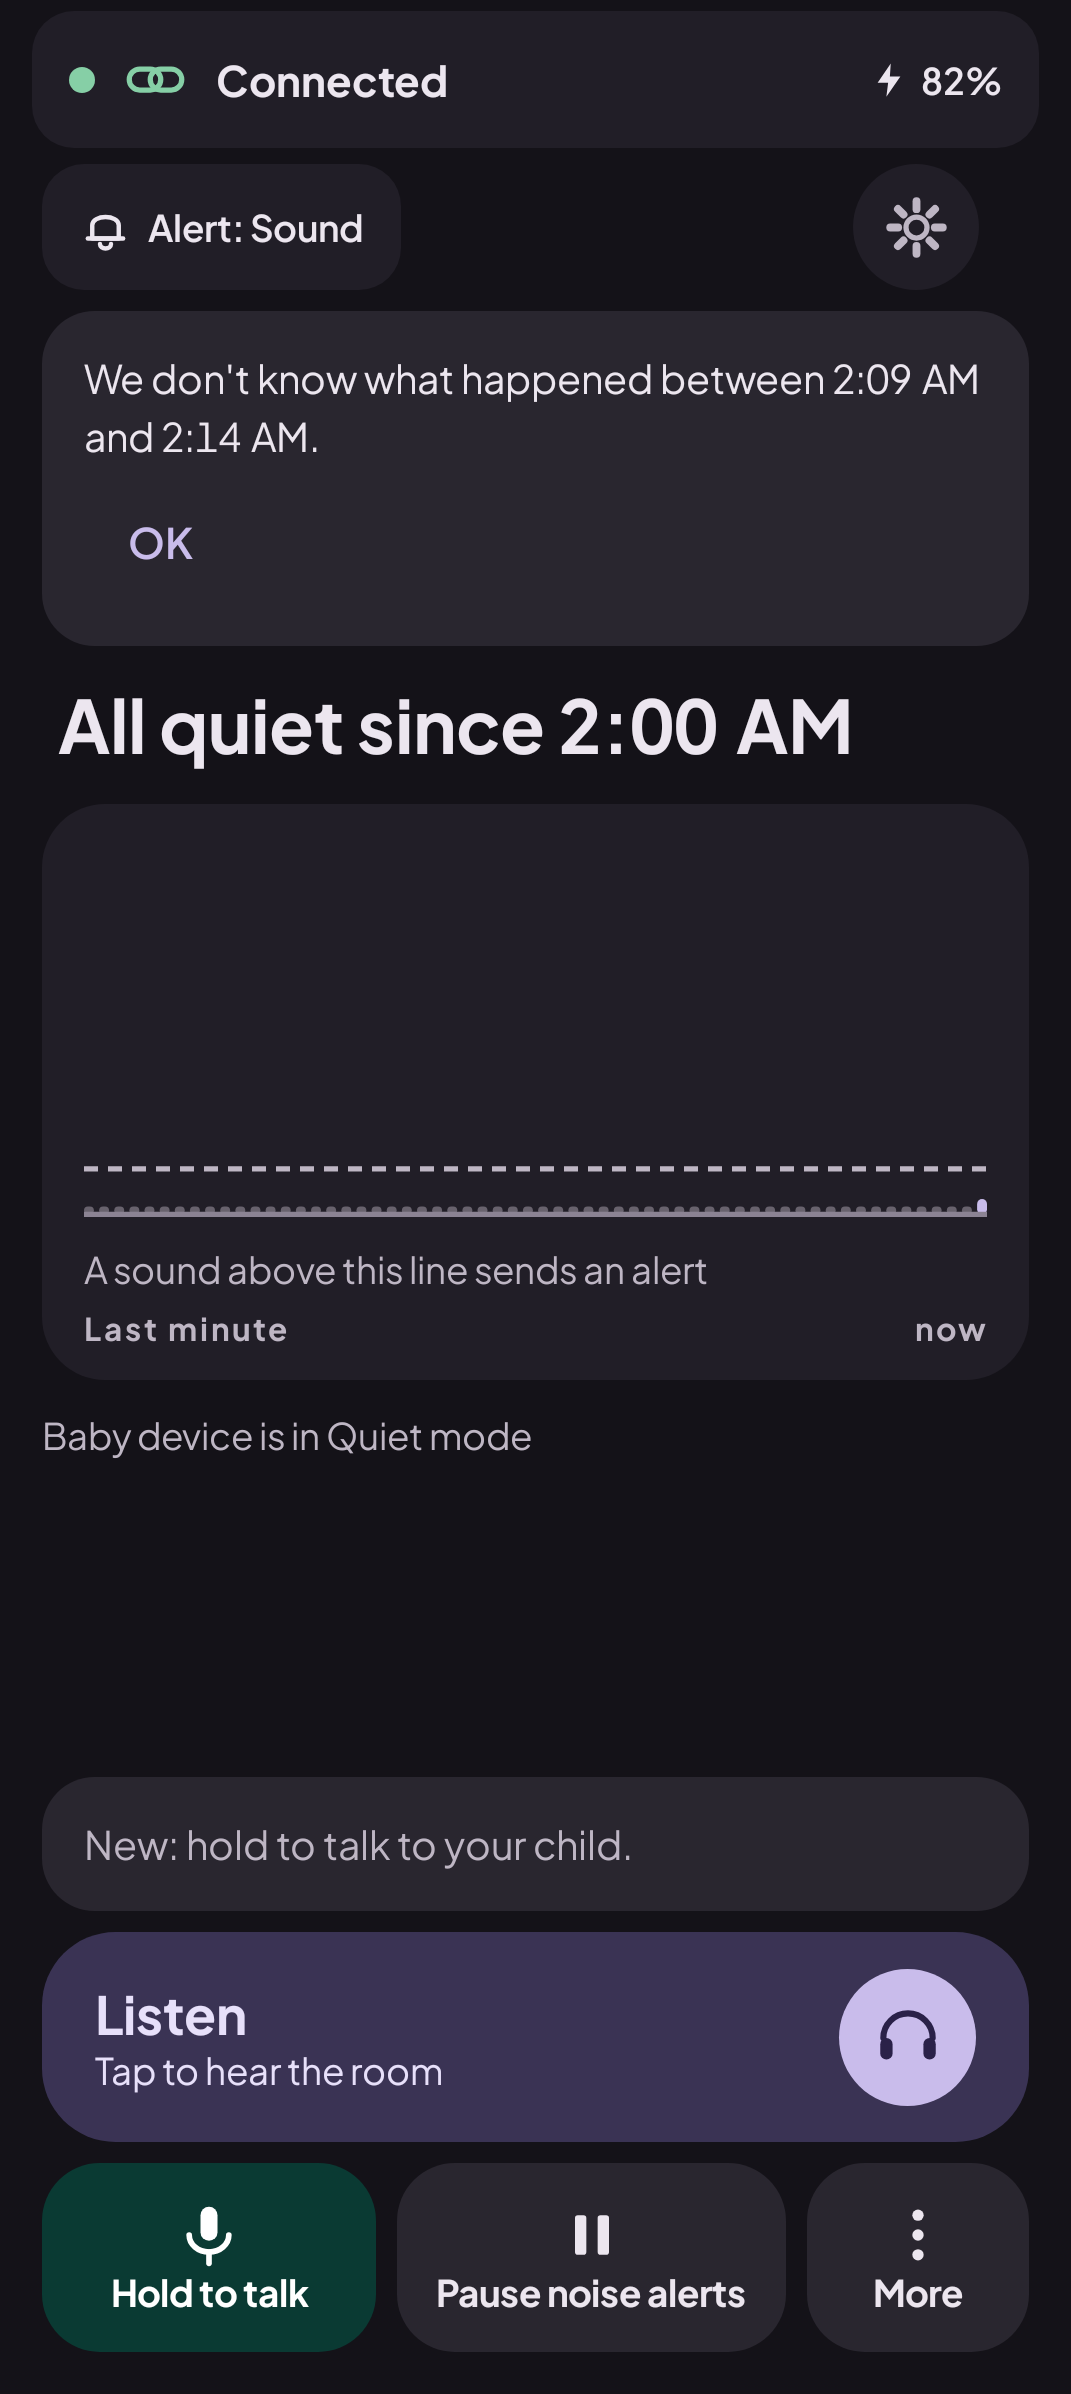 Connected
82%
Alert: Sound
We don't know what happened between 2:09 AM
and 2:14 AM.
OK
All quiet since 2:00 AM
A sound above this line sends an alert
Last minute
now
Baby device is in Quiet mode
New: hold to talk to your child.
Listen
Tap to hear the room
Hold to talk
Pause noise alerts
More